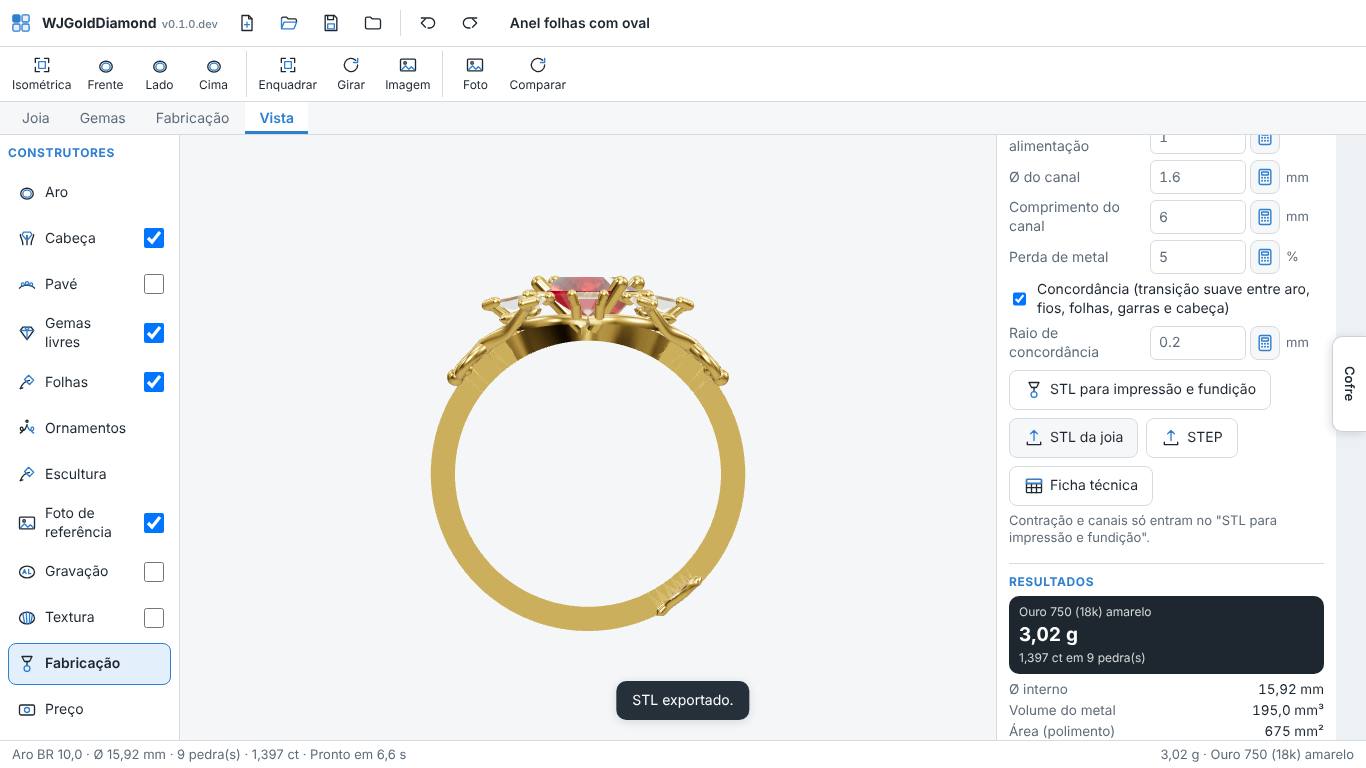 WJGoldDiamond v0.1.0.dev
Anel folhas com oval
Isométrica
Frente
Lado
Cima
Enquadrar
Girar
Imagem
Foto
Comparar
Joia
Gemas
Fabricação
Vista
CONSTRUTORES
Aro
Cabeça
Pavé
Gemas
livres
Folhas
Ornamentos
Escultura
Foto de
referência
Gravação
Textura
Fabricação
Preço
STL exportado.
alimentação
1
Ø do canal
1.6
mm
Comprimento do
canal
6
mm
Perda de metal
5
%
Concordância (transição suave entre aro,
fios, folhas, garras e cabeça)
Raio de
concordância
0.2
mm
STL para impressão e fundição
STL da joia
STEP
Ficha técnica
Contração e canais só entram no "STL para
impressão e fundição".
RESULTADOS
Ouro 750 (18k) amarelo
3,02 g
1,397 ct em 9 pedra(s)
Ø interno 15,92 mm
Volume do metal 195,0 mm³
Área (polimento) 675 mm²
Cofre
Aro BR 10,0 · Ø 15,92 mm · 9 pedra(s) · 1,397 ct · Pronto em 6,6 s
3,02 g · Ouro 750 (18k) amarelo